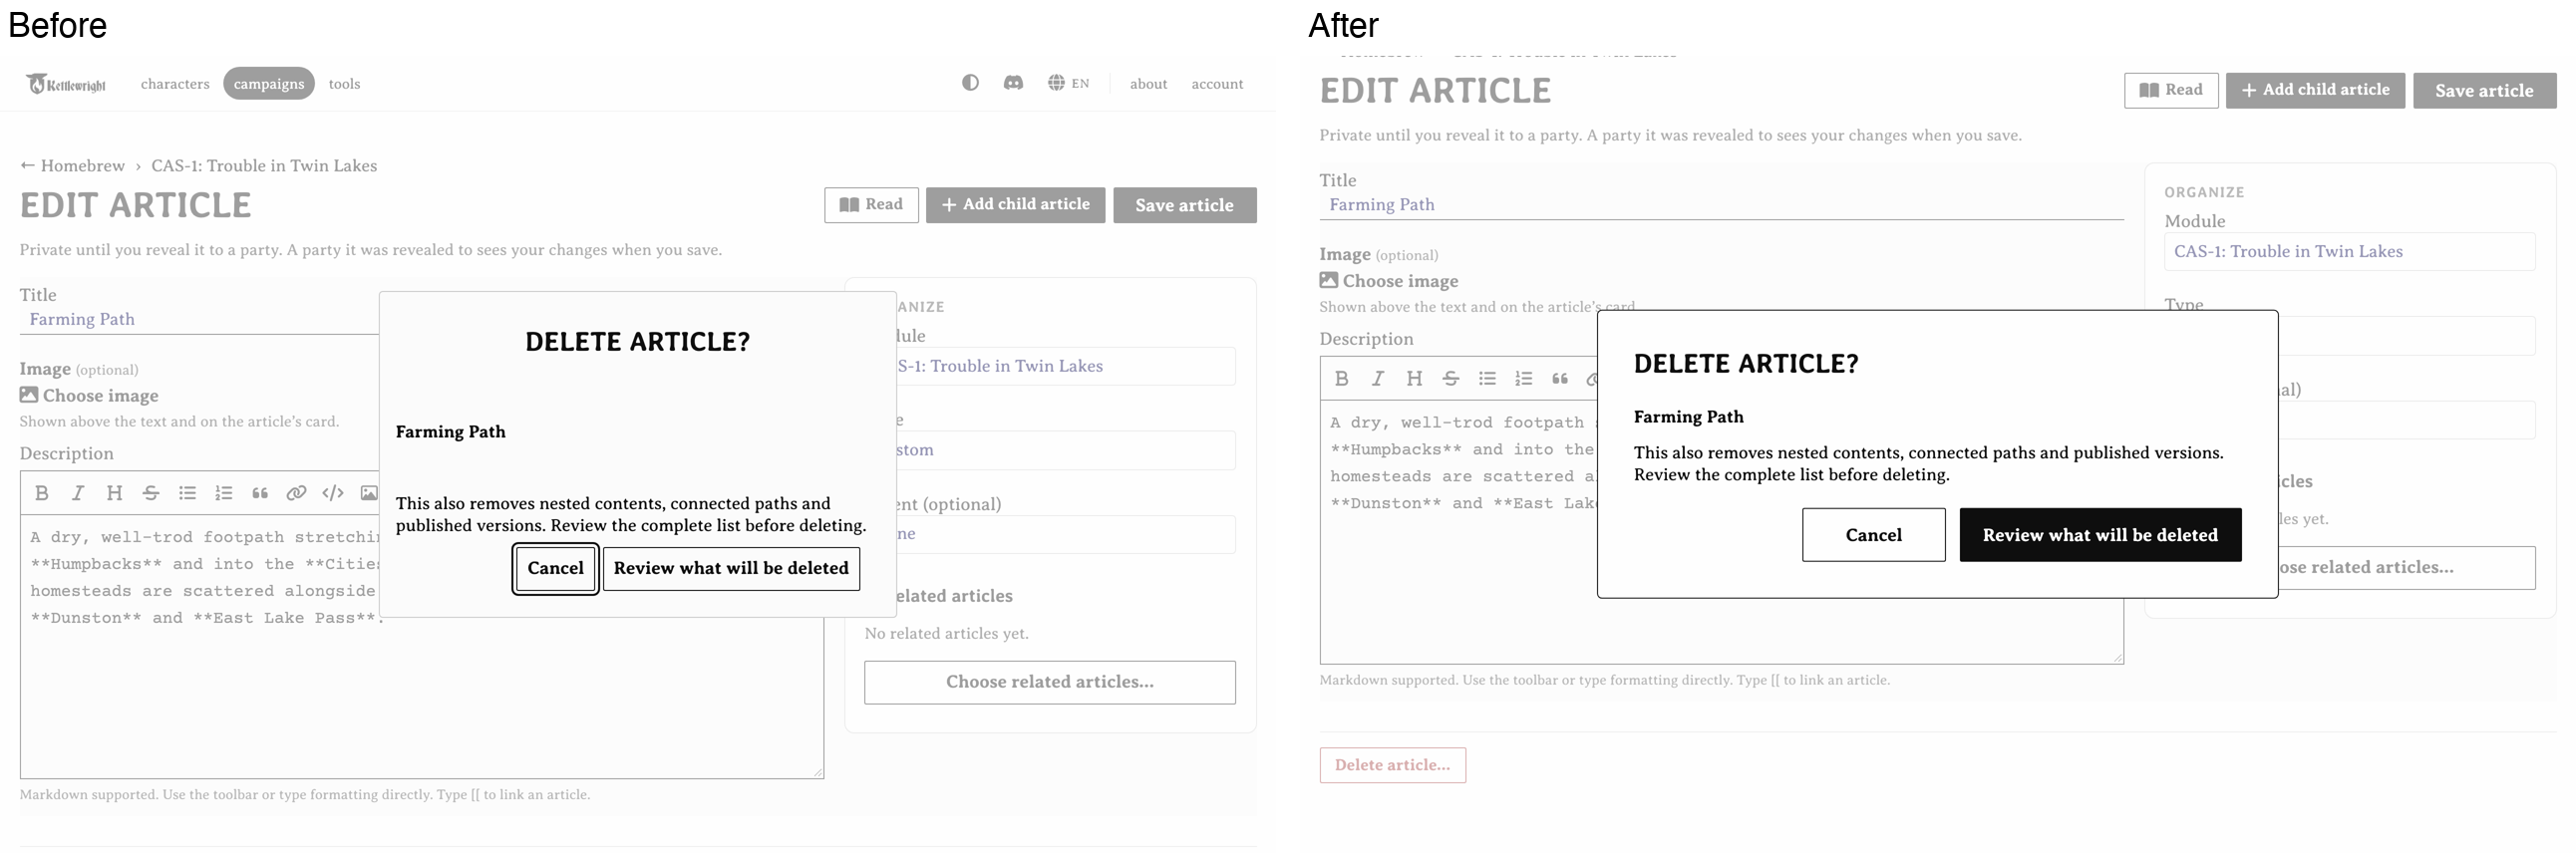 Before
Kettlewright characters campaigns tools EN about account
← Homebrew › CAS-1: Trouble in Twin Lakes
EDIT ARTICLE Read + Add child article Save article
Private until you reveal it to a party. A party it was revealed to sees your changes when you save.
Title
Farming Path
Image (optional)
Choose image
Shown above the text and on the article's card.
Description
B I H S
A dry, well-trod footpath stretchin
**Humpbacks** and into the **Cities
homesteads are scattered alongside
**Dunston** and **East Lake Pass**.
Markdown supported. Use the toolbar or type formatting directly. Type [[ to link an article.
DELETE ARTICLE?
Farming Path
This also removes nested contents, connected paths and
published versions. Review the complete list before deleting.
Cancel Review what will be deleted
ANIZE
ule
S-1: Trouble in Twin Lakes
e
stom
ent (optional)
ne
elated articles
No related articles yet.
Choose related articles...
After
EDIT ARTICLE Read + Add child article Save article
Private until you reveal it to a party. A party it was revealed to sees your changes when you save.
Title
Farming Path
Image (optional)
Choose image
Shown above the text and on the article's card.
Description
B I H S
A dry, well-trod footpath
**Humpbacks** and into the
homesteads are scattered a
**Dunston** and **East Lak
Markdown supported. Use the toolbar or type formatting directly. Type [[ to link an article.
Delete article...
DELETE ARTICLE?
Farming Path
This also removes nested contents, connected paths and published versions.
Review the complete list before deleting.
Cancel Review what will be deleted
ORGANIZE
Module
CAS-1: Trouble in Twin Lakes
Type
al)
icles
les yet.
ose related articles...